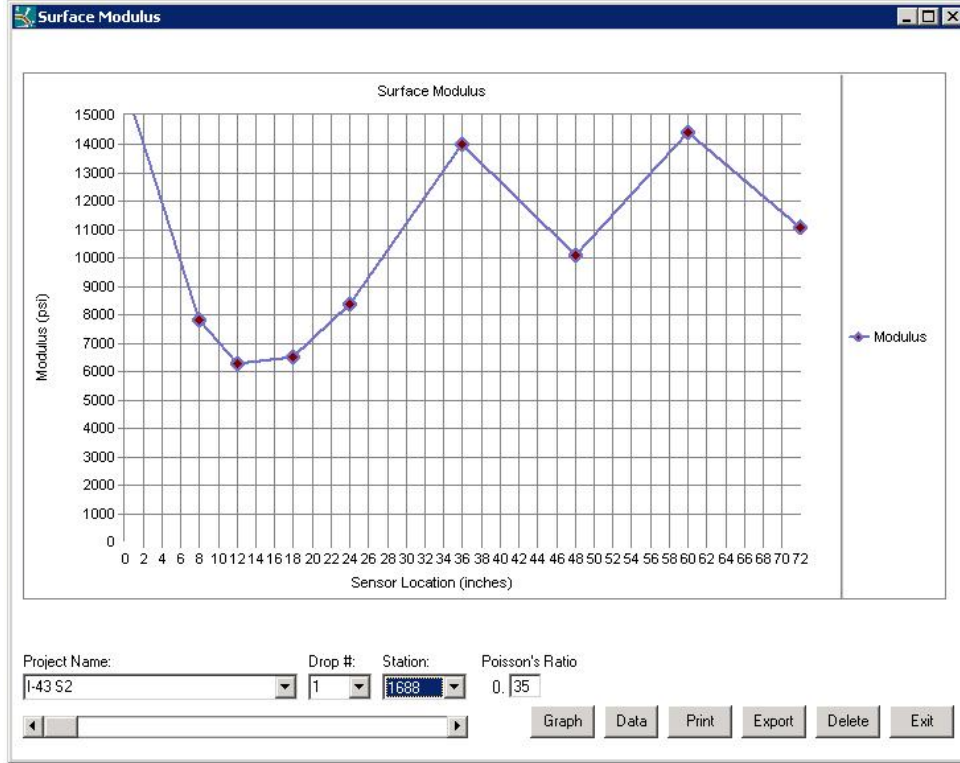 Surface Modulus
Surface Modulus
15000
14000
13000
12000
11000
10000
9000
8000
7000
6000
5000
4000
3000
2000
1000
0
Modulus (psi)
0 2 4 6 8 10 12 14 16 18 20 22 24 26 28 30 32 34 36 38 40 42 44 46 48 50 52 54 56 58 60 62 64 66 68 70 72
Sensor Location (inches)
Modulus
Project Name: Drop #: Station: Poisson's Ratio
I-43 S2 1 1688 0. 35
Graph Data Print Export Delete Exit